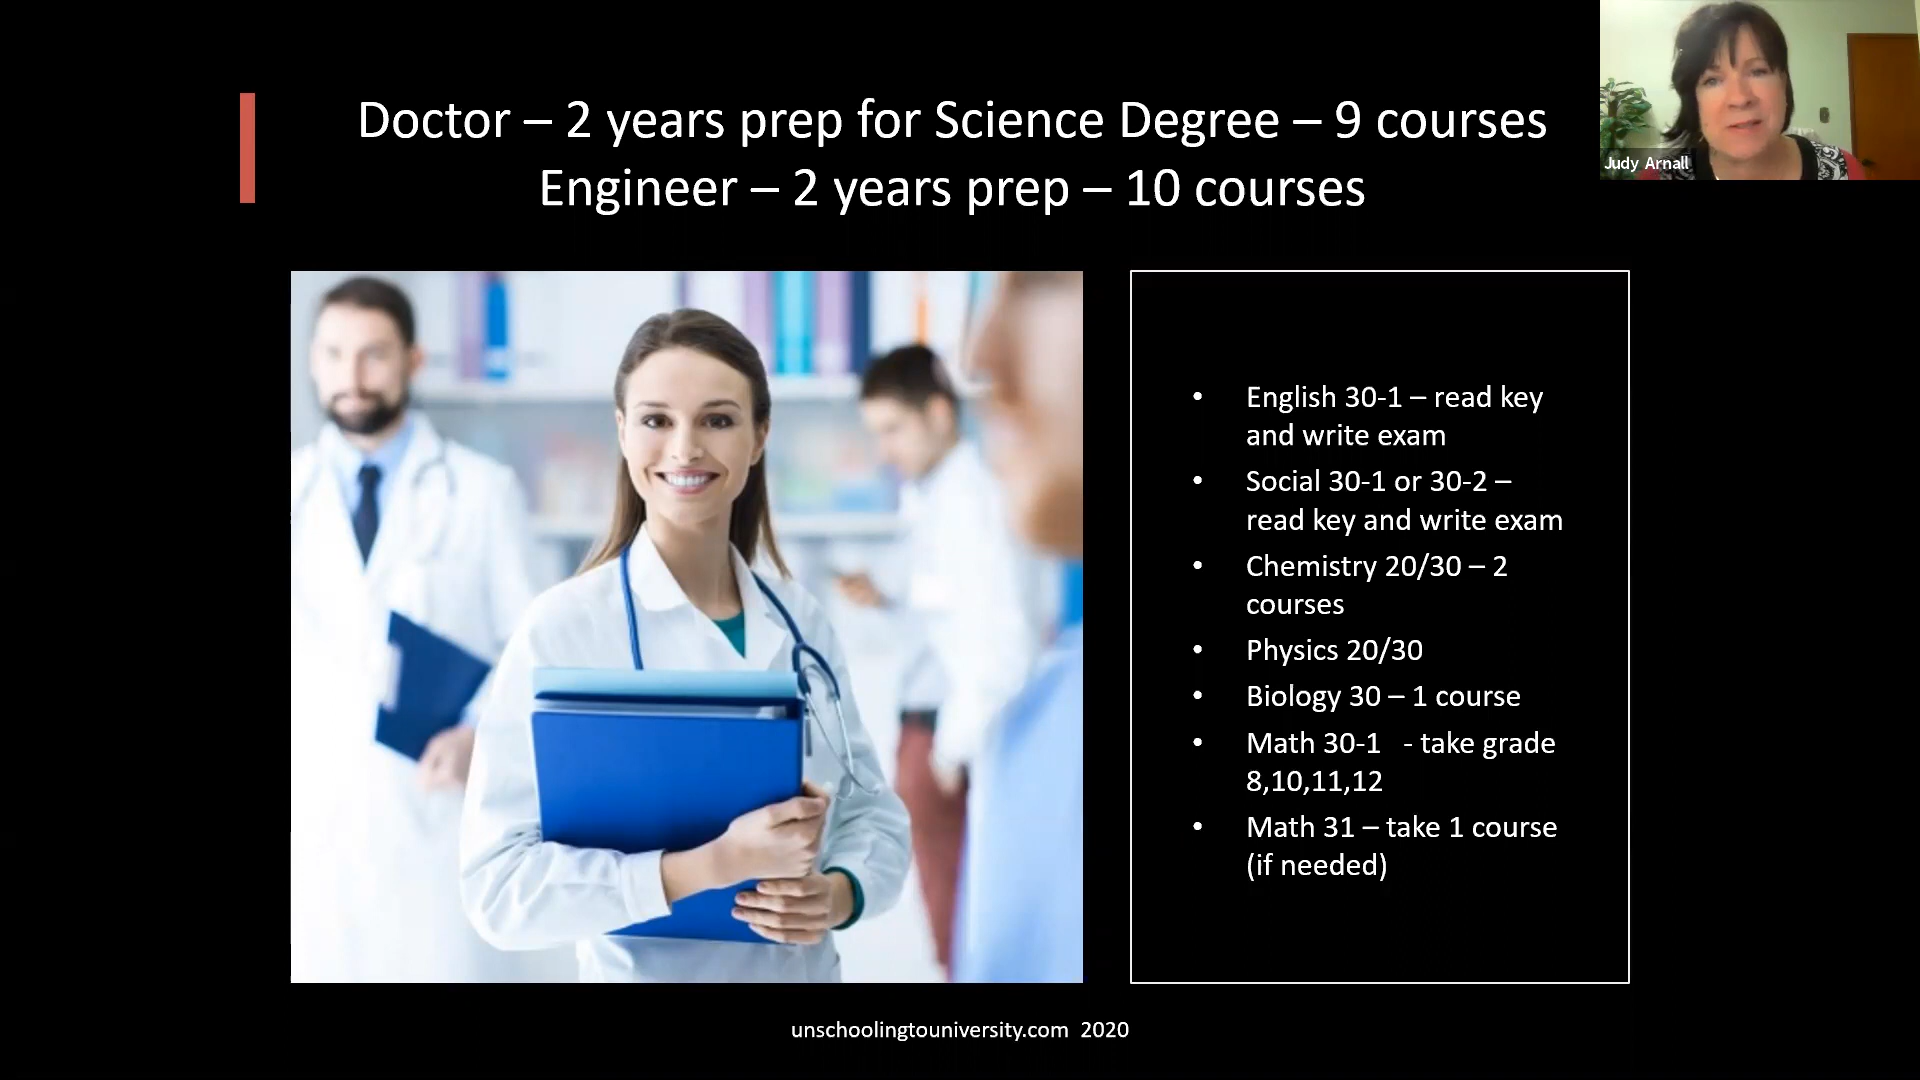 Doctor – 2 years prep for Science Degree – 9 courses
Engineer – 2 years prep – 10 courses
Judy Arnall
• English 30-1 – read key
and write exam
• Social 30-1 or 30-2 –
read key and write exam
• Chemistry 20/30 – 2
courses
• Physics 20/30
• Biology 30 – 1 course
• Math 30-1   - take grade
8,10,11,12
• Math 31 – take 1 course
(if needed)
unschoolingtouniversity.com  2020